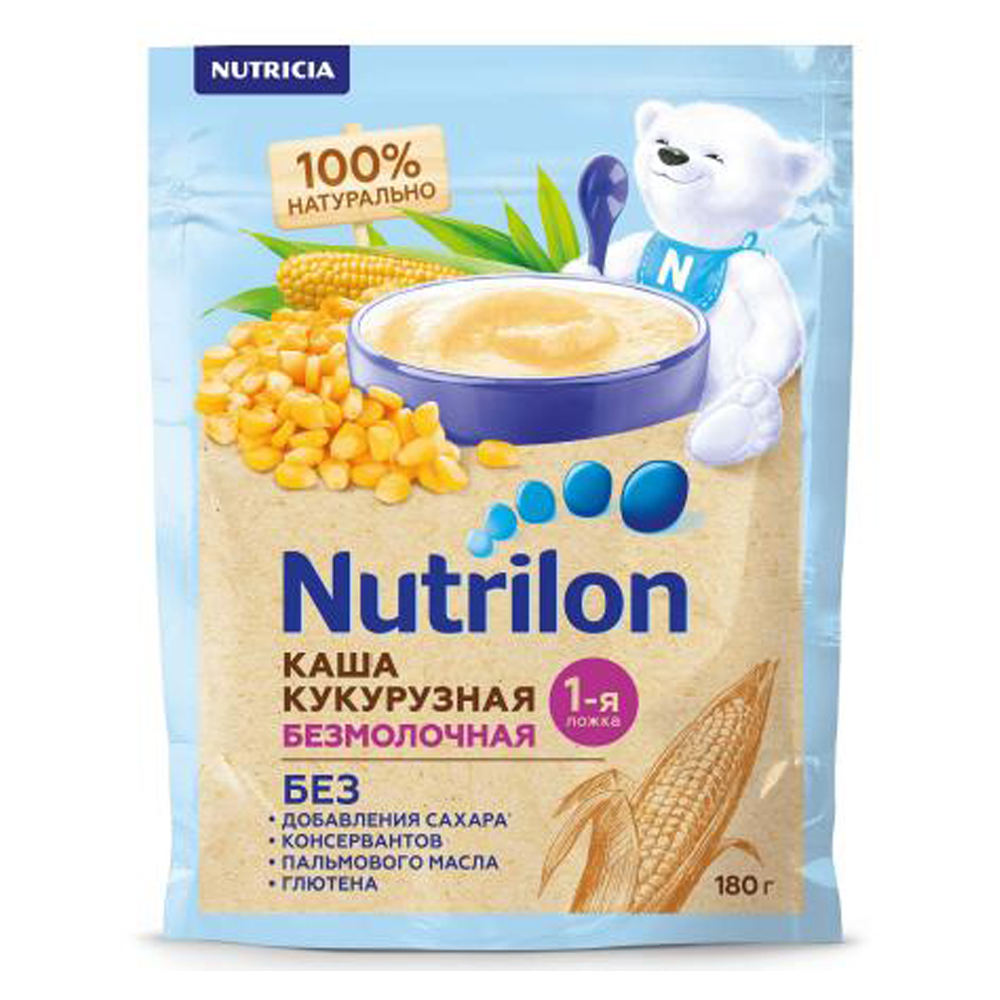 NUTRICIA
100%
НАТУРАЛЬНО
N
Nutrilon
КАША
КУКУРУЗНАЯ
БЕЗМОЛОЧНАЯ
1-я
ложка
БЕЗ
• ДОБАВЛЕНИЯ САХАРА*
• КОНСЕРВАНТОВ
• ПАЛЬМОВОГО МАСЛА
• ГЛЮТЕНА
180 г